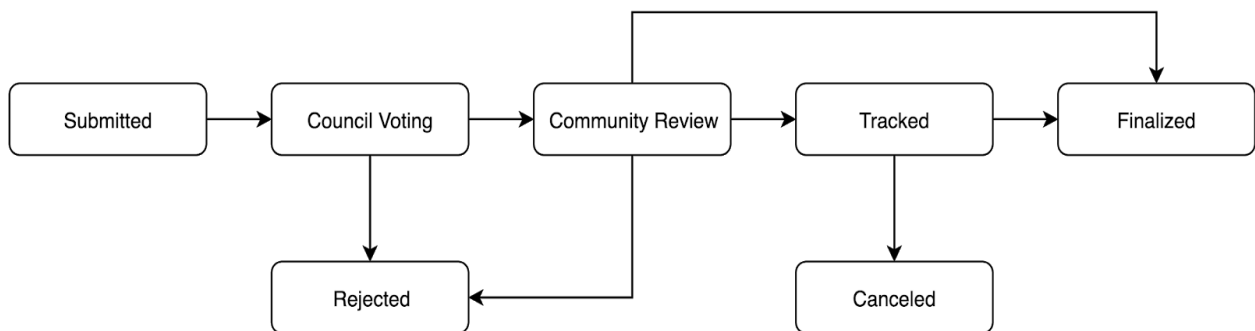 Submitted
Council Voting
Community Review
Tracked
Finalized
Rejected
Canceled